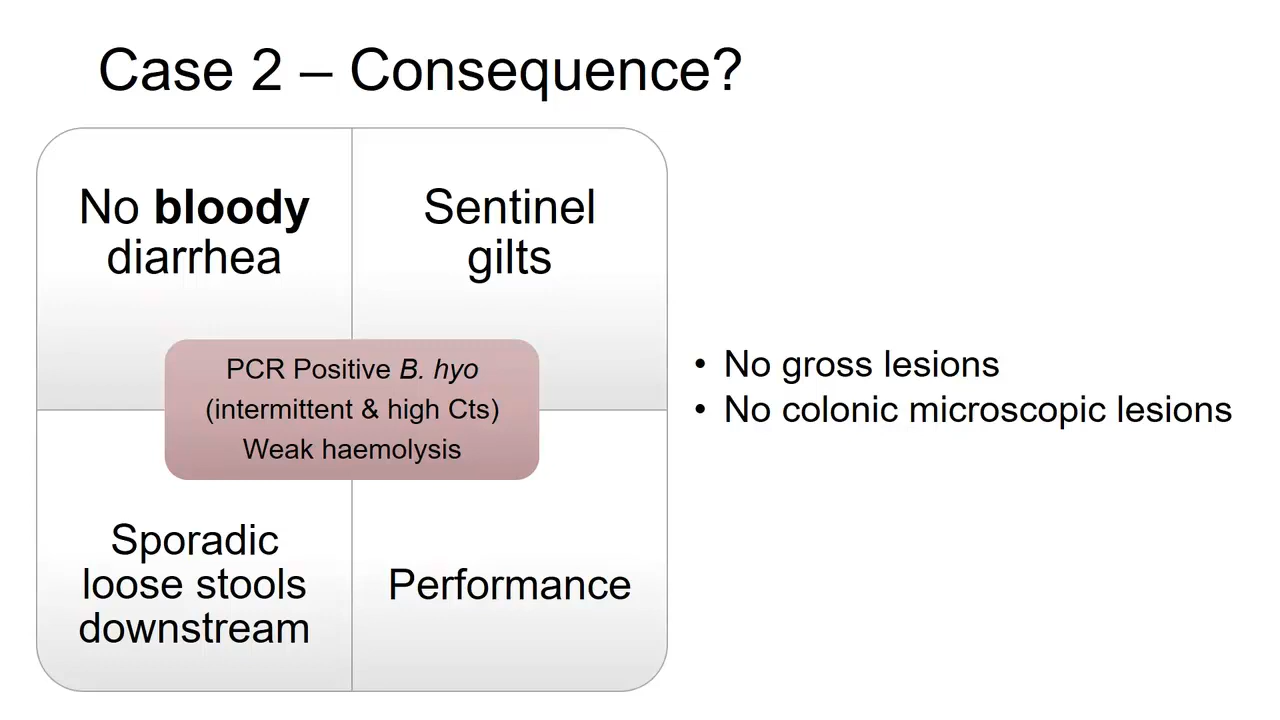 Case 2 – Consequence?
No bloody
diarrhea
Sentinel
gilts
PCR Positive B. hyo
(intermittent & high Cts)
Weak haemolysis
Sporadic
loose stools
downstream
Performance
• No gross lesions
• No colonic microscopic lesions